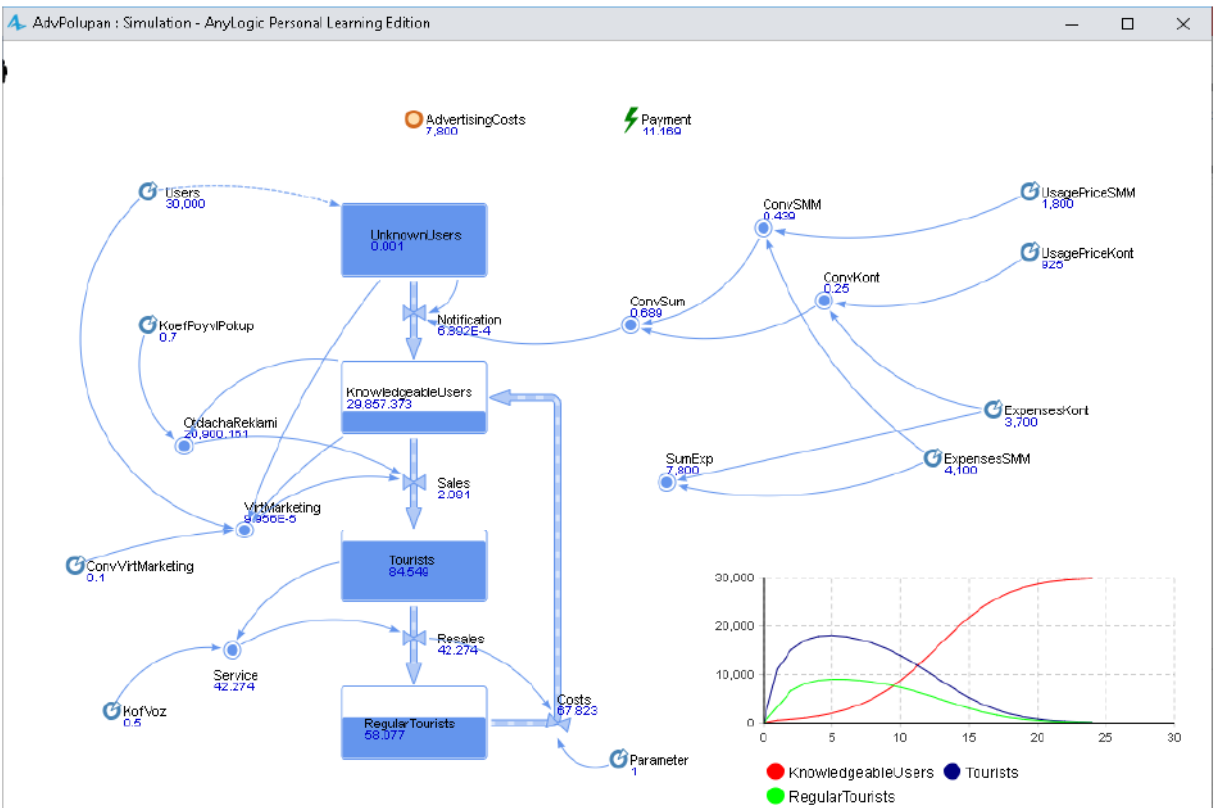 AdvPolupan : Simulation - AnyLogic Personal Learning Edition
AdvertisingCosts
7,800
Payment
11.169
Users
30,000
UnknownUsers
0.001
ConvSMM
0.439
UsagePriceSMM
1,800
UsagePriceKont
925
ConvKont
0.25
ConvSum
0.689
KoefPoyvlPokup
0.7
Notification
6.892E-4
KnowledgeableUsers
29,857.373
OtdachaReklami
20,900.161
ExpensesKont
3,700
SumExp
7,800
ExpensesSMM
4,100
Sales
2.081
VirtMarketing
9.956E-5
ConvVirtMarketing
0.1
Tourists
84.549
Resales
42.274
Service
42.274
KofVoz
0.5
RegularTourists
58.077
Costs
67.823
Parameter
1
30,000
20,000
10,000
0
0 5 10 15 20 25 30
KnowledgeableUsers Tourists
RegularTourists